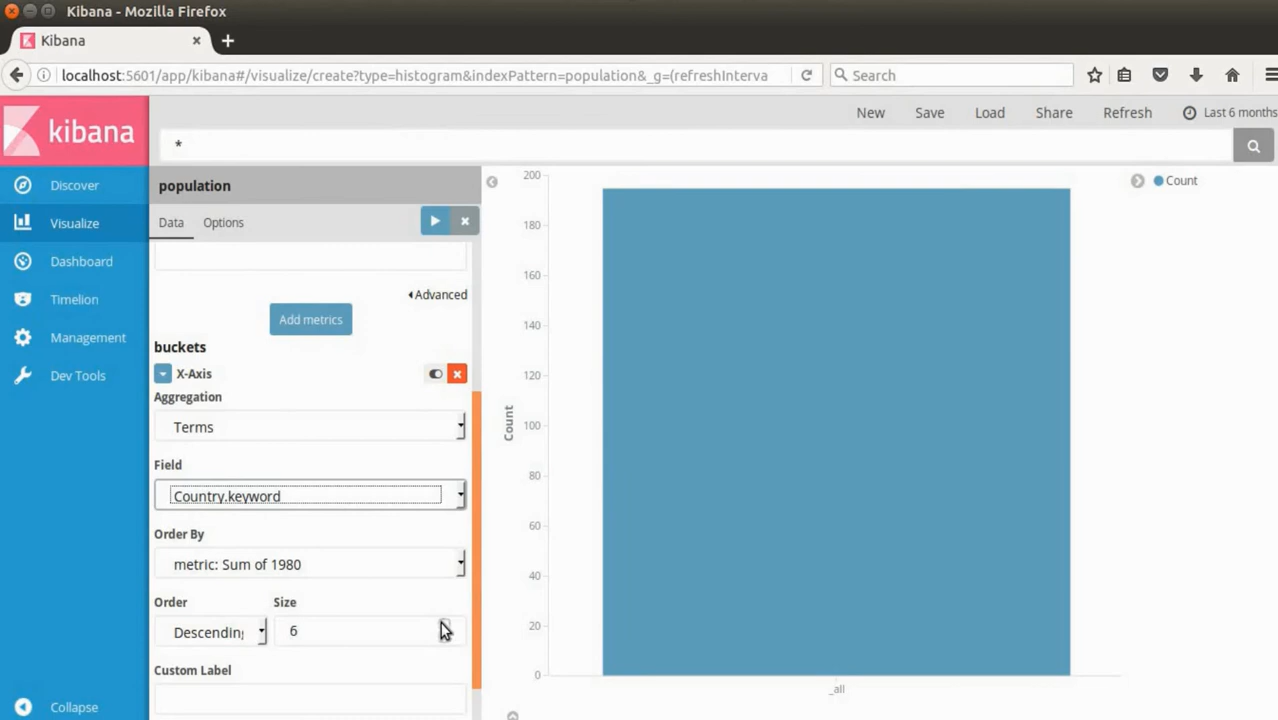 Kibana - Mozilla Firefox
Kibana
localhost:5601/app/kibana#/visualize/create?type=histogram&indexPattern=population&_g=(refreshInterva
Search
kibana
New
Save
Load
Share
Refresh
Last 6 months
*
Discover
Visualize
Dashboard
Timelion
Management
Dev Tools
Collapse
population
Data
Options
Advanced
Add metrics
buckets
X-Axis
Aggregation
Terms
Field
Country.keyword
Order By
metric: Sum of 1980
Order
Size
Descending
6
Custom Label
Count
200
180
160
140
120
100
80
60
40
20
0
_all
Count